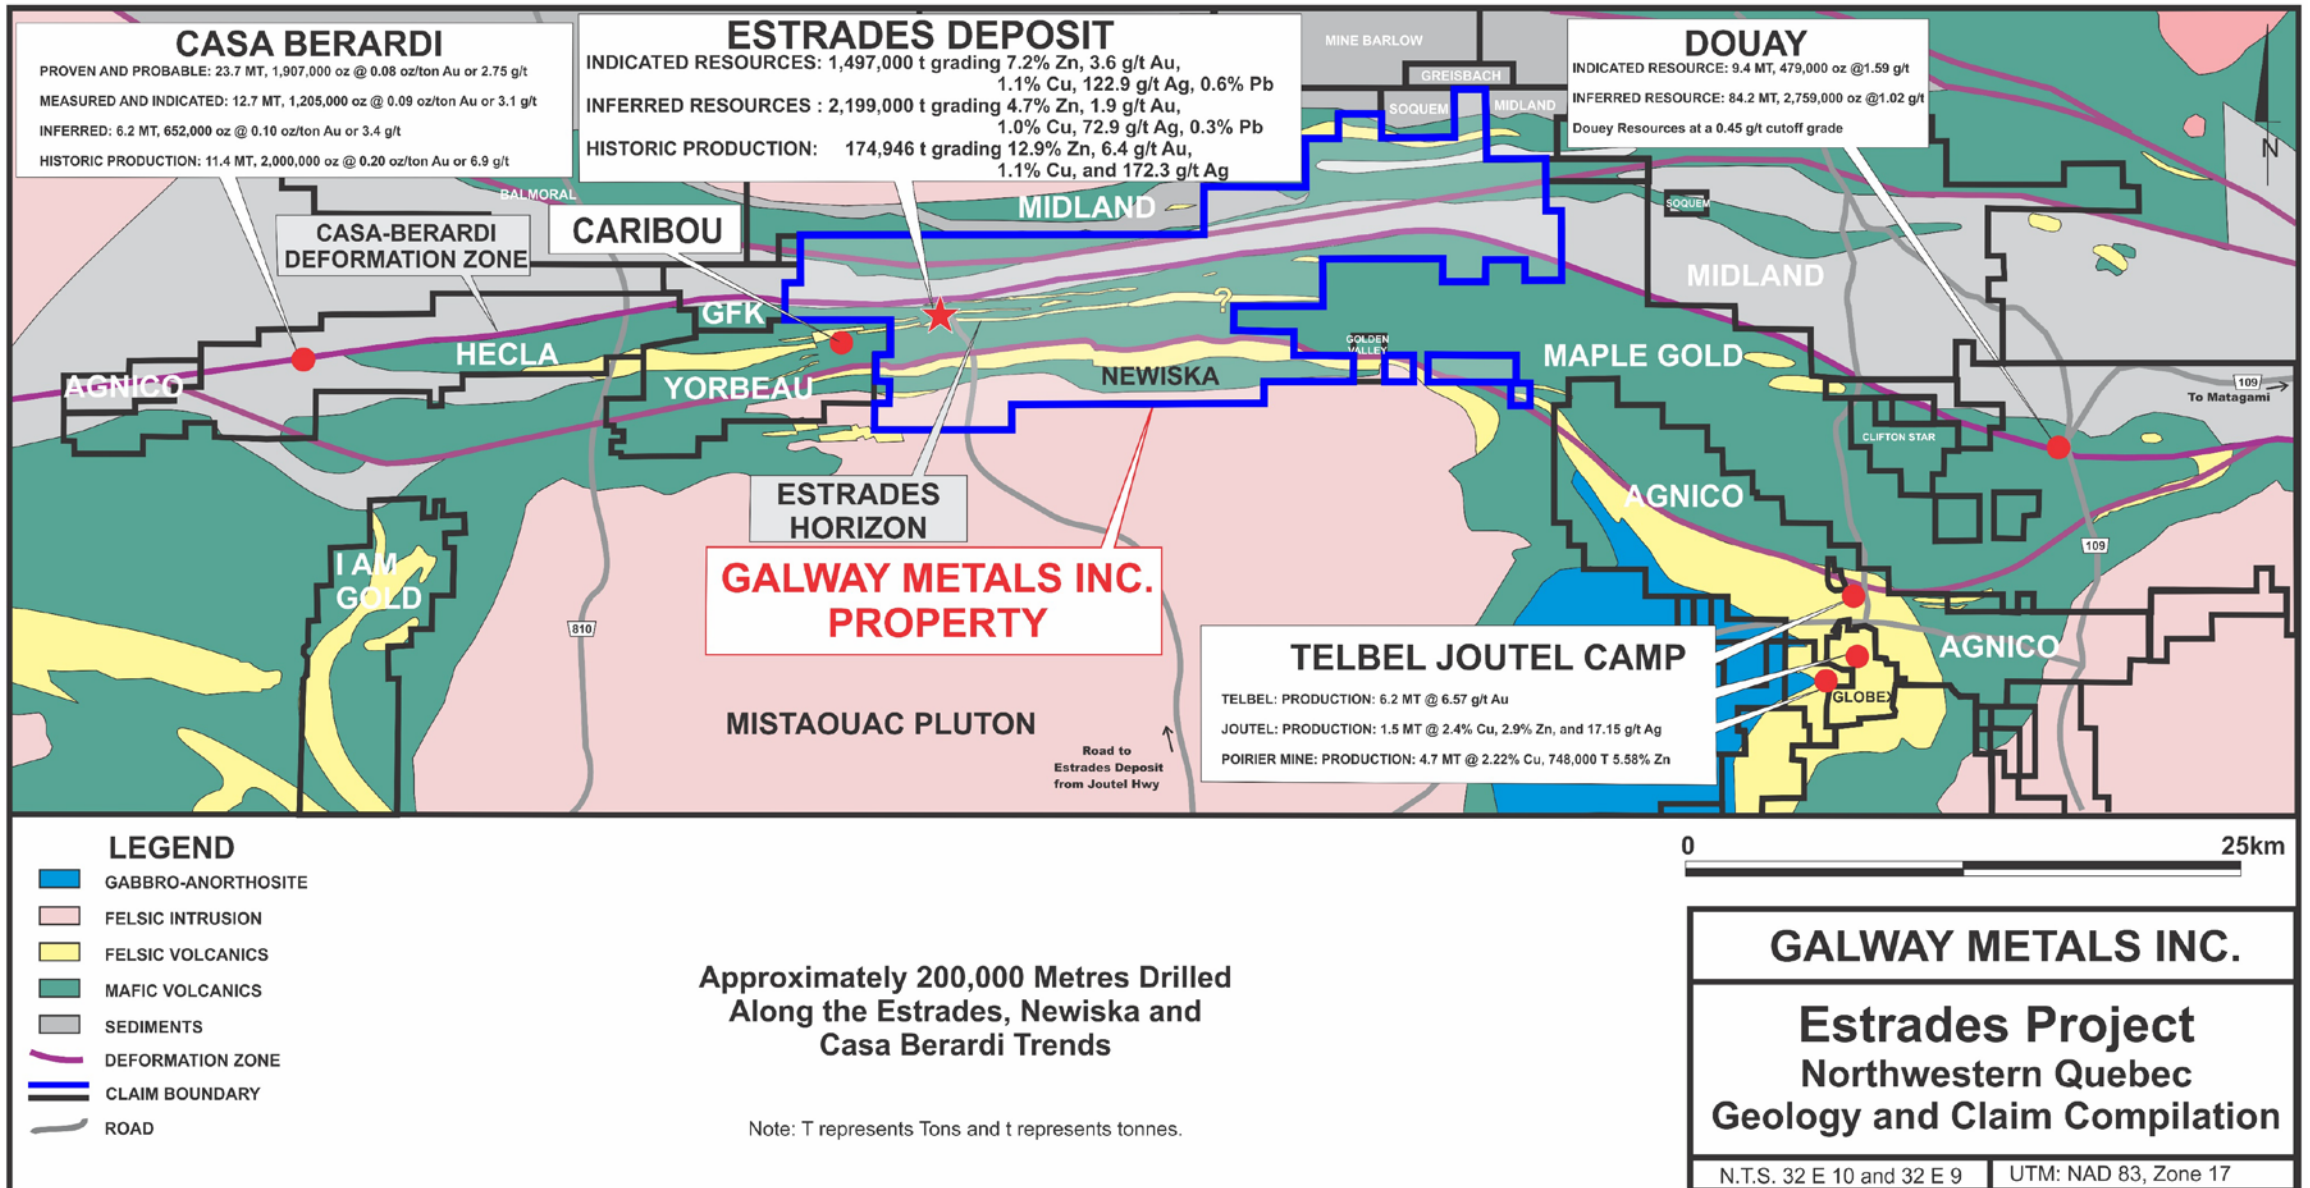 CASA BERARDI
PROVEN AND PROBABLE: 23.7 MT, 1,907,000 oz @ 0.08 oz/ton Au or 2.75 g/t
MEASURED AND INDICATED: 12.7 MT, 1,205,000 oz @ 0.09 oz/ton Au or 3.1 g/t
INFERRED: 6.2 MT, 652,000 oz @ 0.10 oz/ton Au or 3.4 g/t
HISTORIC PRODUCTION: 11.4 MT, 2,000,000 oz @ 0.20 oz/ton Au or 6.9 g/t
ESTRADES DEPOSIT
INDICATED RESOURCES: 1,497,000 t grading 7.2% Zn, 3.6 g/t Au,
1.1% Cu, 122.9 g/t Ag, 0.6% Pb
INFERRED RESOURCES : 2,199,000 t grading 4.7% Zn, 1.9 g/t Au,
1.0% Cu, 72.9 g/t Ag, 0.3% Pb
HISTORIC PRODUCTION: 174,946 t grading 12.9% Zn, 6.4 g/t Au,
1.1% Cu, and 172.3 g/t Ag
MINE BARLOW
GREISBACH
SOQUEM
MIDLAND
DOUAY
INDICATED RESOURCE: 9.4 MT, 479,000 oz @1.59 g/t
INFERRED RESOURCE: 84.2 MT, 2,759,000 oz @1.02 g/t
Douey Resources at a 0.45 g/t cutoff grade
N
BALMORAL
MIDLAND
SOQUEM
CASA-BERARDI
DEFORMATION ZONE
CARIBOU
MIDLAND
GFK
?
HECLA
GOLDEN
VALLEY
MAPLE GOLD
AGNICO
YORBEAU
NEWISKA
109
To Matagami
CLIFTON STAR
ESTRADES
HORIZON
AGNICO
109
I AM
GOLD
GALWAY METALS INC.
PROPERTY
810
TELBEL JOUTEL CAMP
TELBEL: PRODUCTION: 6.2 MT @ 6.57 g/t Au
JOUTEL: PRODUCTION: 1.5 MT @ 2.4% Cu, 2.9% Zn, and 17.15 g/t Ag
POIRIER MINE: PRODUCTION: 4.7 MT @ 2.22% Cu, 748,000 T 5.58% Zn
AGNICO
GLOBEX
MISTAOUAC PLUTON
Road to
Estrades Deposit
from Joutel Hwy
LEGEND
GABBRO-ANORTHOSITE
FELSIC INTRUSION
FELSIC VOLCANICS
MAFIC VOLCANICS
SEDIMENTS
DEFORMATION ZONE
CLAIM BOUNDARY
ROAD
Approximately 200,000 Metres Drilled
Along the Estrades, Newiska and
Casa Berardi Trends
Note: T represents Tons and t represents tonnes.
0 25km
GALWAY METALS INC.
Estrades Project
Northwestern Quebec
Geology and Claim Compilation
N.T.S. 32 E 10 and 32 E 9
UTM: NAD 83, Zone 17